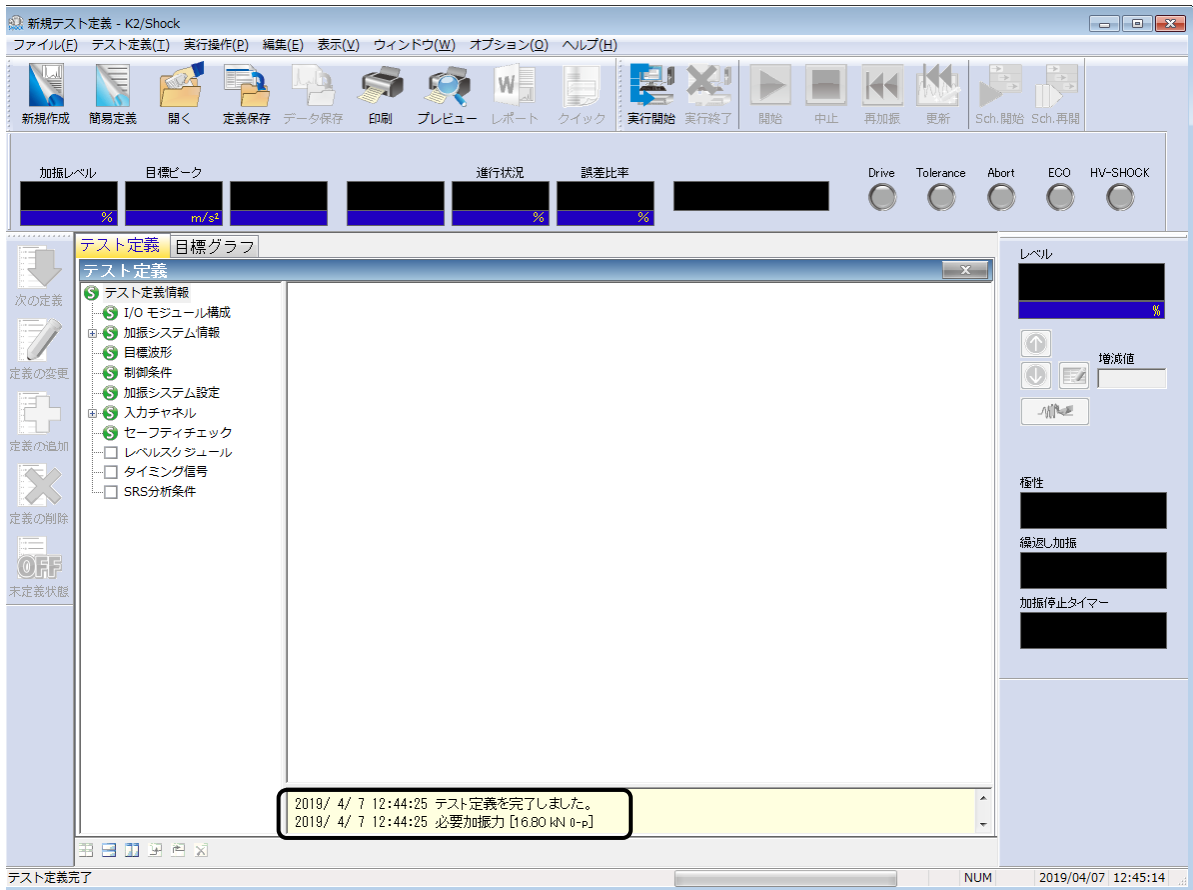 新規テスト定義 - K2/Shock
ファイル(F) テスト定義(T) 実行操作(P) 編集(E) 表示(V) ウィンドウ(W) オプション(O) ヘルプ(H)
新規作成 簡易定義 開く 定義保存 データ保存 印刷 プレビュー レポート クイック 実行開始 実行終了 開始 中止 再加振 更新 Sch.開始 Sch.再開
加振レベル 目標ピーク 進行状況 誤差比率 Drive Tolerance Abort ECO HV-SHOCK
% m/s² % %
テスト定義 目標グラフ
テスト定義
次の定義
定義の変更
定義の追加
定義の削除
OFF
未定義状態
テスト定義情報
I/O モジュール構成
加振システム情報
目標波形
制御条件
加振システム設定
入力チャネル
セーフティチェック
レベルスケジュール
タイミング信号
SRS分析条件
レベル
%
増減値
極性
繰返し加振
加振停止タイマー
2019/ 4/ 7 12:44:25 テスト定義を完了しました。
2019/ 4/ 7 12:44:25 必要加振力 [16.80 kN 0-p]
テスト定義完了 NUM 2019/04/07 12:45:14